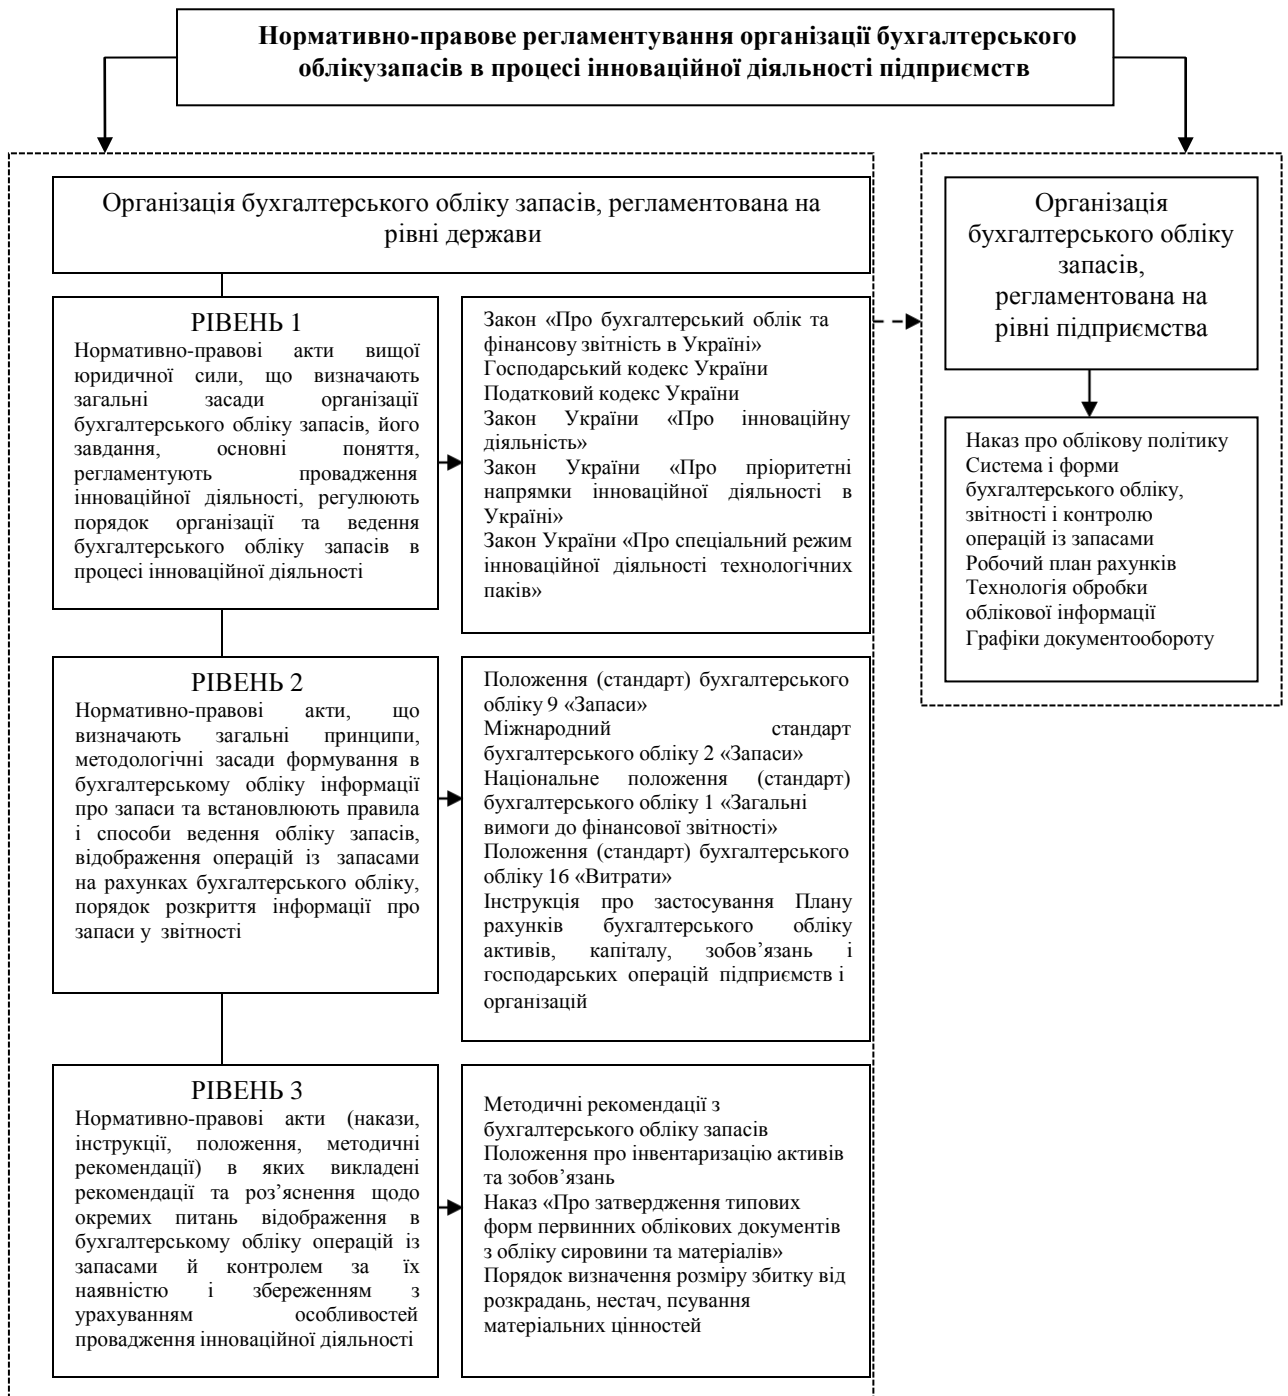 Нормативно-правове регламентування організації бухгалтерського
облікузапасів в процесі інноваційної діяльності підприємств
Організація бухгалтерського обліку запасів, регламентована на
рівні держави
РІВЕНЬ 1
Нормативно-правові акти вищої
юридичної сили, що визначають
загальні засади організації
бухгалтерського обліку запасів, його
завдання, основні поняття,
регламентують провадження
інноваційної діяльності, регулюють
порядок організації та ведення
бухгалтерського обліку запасів в
процесі інноваційної діяльності
Закон «Про бухгалтерський облік та
фінансову звітність в Україні»
Господарський кодекс України
Податковий кодекс України
Закон України «Про інноваційну
діяльність»
Закон України «Про пріоритетні
напрямки інноваційної діяльності в
Україні»
Закон України «Про спеціальний режим
інноваційної діяльності технологічних
паків»
РІВЕНЬ 2
Нормативно-правові акти, що
визначають загальні принципи,
методологічні засади формування в
бухгалтерському обліку інформації
про запаси та встановлюють правила
і способи ведення обліку запасів,
відображення операцій із запасами
на рахунках бухгалтерського обліку,
порядок розкриття інформації про
запаси у звітності
Положення (стандарт) бухгалтерського
обліку 9 «Запаси»
Міжнародний стандарт
бухгалтерського обліку 2 «Запаси»
Національне положення (стандарт)
бухгалтерського обліку 1 «Загальні
вимоги до фінансової звітності»
Положення (стандарт) бухгалтерського
обліку 16 «Витрати»
Інструкція про застосування Плану
рахунків бухгалтерського обліку
активів, капіталу, зобов’язань і
господарських операцій підприємств і
організацій
РІВЕНЬ 3
Нормативно-правові акти (накази,
інструкції, положення, методичні
рекомендації) в яких викладені
рекомендації та роз’яснення щодо
окремих питань відображення в
бухгалтерському обліку операцій із
запасами й контролем за їх
наявністю і збереженням з
урахуванням особливостей
провадження інноваційної діяльності
Методичні рекомендації з
бухгалтерського обліку запасів
Положення про інвентаризацію активів
та зобов’язань
Наказ «Про затвердження типових
форм первинних облікових документів
з обліку сировини та матеріалів»
Порядок визначення розміру збитку від
розкрадань, нестач, псування
матеріальних цінностей
Організація
бухгалтерського обліку
запасів,
регламентована на
рівні підприємства
Наказ про облікову політику
Система і форми
бухгалтерського обліку,
звітності і контролю
операцій із запасами
Робочий план рахунків
Технологія обробки
облікової інформації
Графіки документообороту